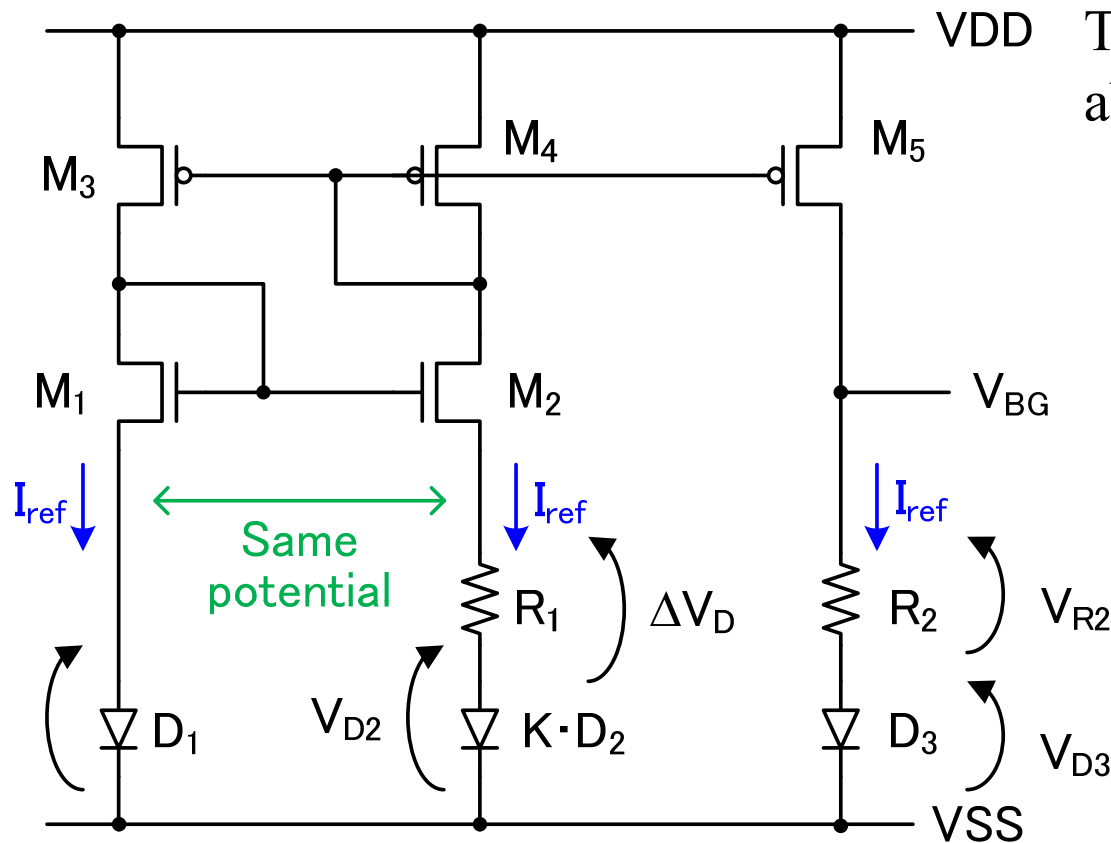 VDD
T
a
M3
M4
M5
M1
M2
VBG
Iref
Iref
Iref
Same
potential
R1
ΔVD
R2
VR2
D1
VD2
K·D2
D3
VD3
VSS